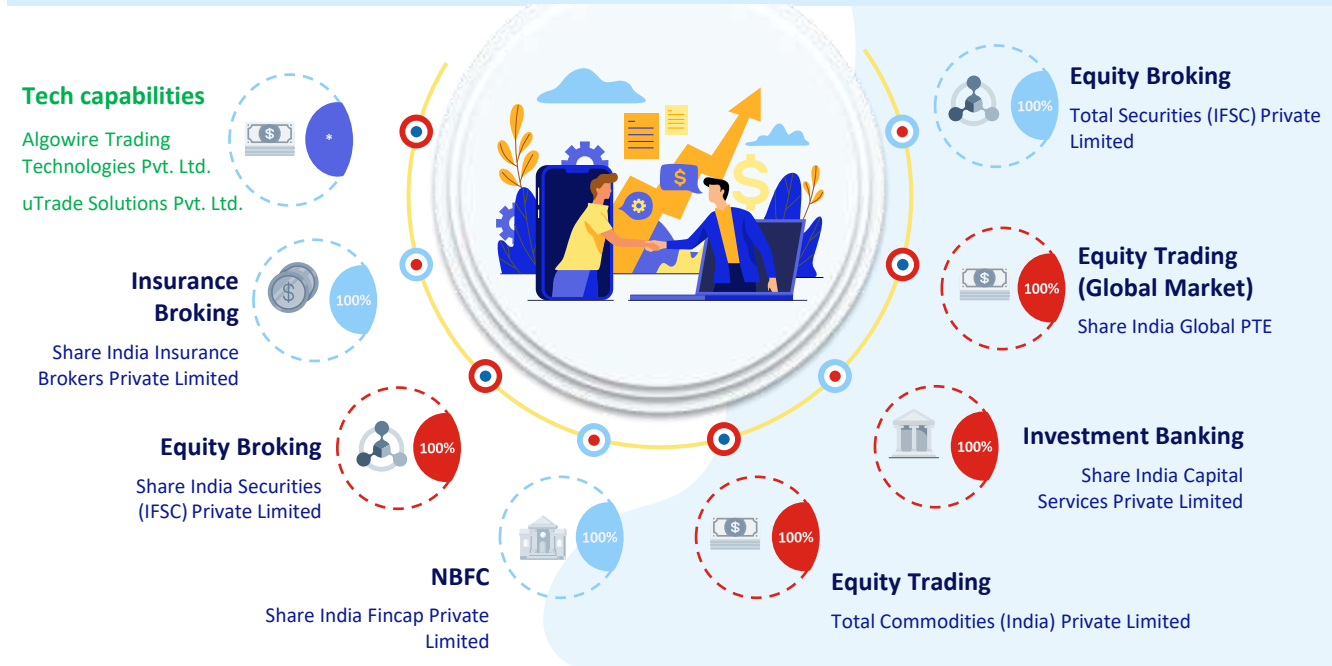 Tech capabilities
Algowire Trading
Technologies Pvt. Ltd.
uTrade Solutions Pvt. Ltd.
*
Insurance
Broking
Share India Insurance
Brokers Private Limited
100%
Equity Broking
Share India Securities
(IFSC) Private Limited
100%
NBFC
Share India Fincap Private
Limited
100%
Equity Trading
Total Commodities (India) Private Limited
100%
Investment Banking
Share India Capital
Services Private Limited
100%
Equity Trading
(Global Market)
Share India Global PTE
100%
Equity Broking
Total Securities (IFSC) Private
Limited
100%
$
$
$
$
$
$